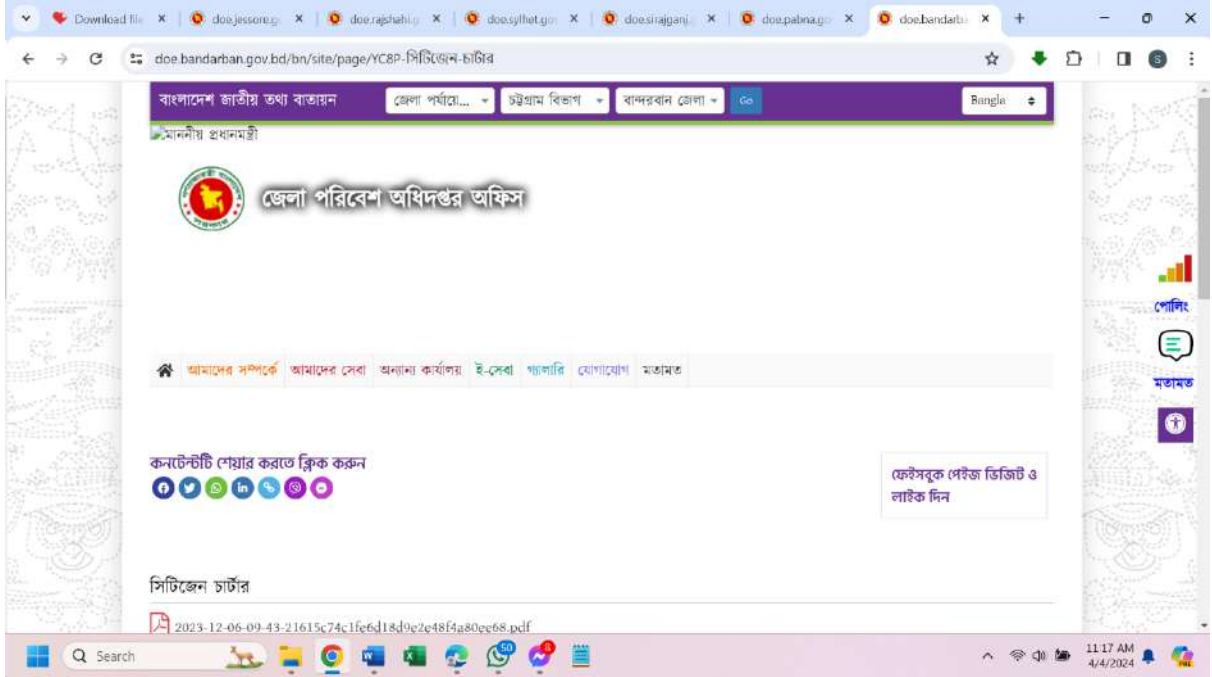 Download file
doe.jessore.g
doe.rajshahi.g
doe.sylhet.gov
doe.sirajganj.
doe.pabna.gov
doe.bandarba
doe.bandarban.gov.bd/bn/site/page/YC8P-সিটিজেন-চার্টার
S
বাংলাদেশ জাতীয় তথ্য বাতায়ন
জেলা পর্যায়ে...
চট্টগ্রাম বিভাগ
বান্দরবান জেলা
Go
Bangla
মাননীয় প্রধানমন্ত্রী
জেলা পরিবেশ অধিদপ্তর অফিস
পোলিং
আমাদের সম্পর্কে আমাদের সেবা অন্যান্য কার্যালয় ই-সেবা গ্যালারি যোগাযোগ মতামত
মতামত
কনটেন্টটি শেয়ার করতে ক্লিক করুন
ফেইসবুক পেইজ ভিজিট ও
লাইক দিন
সিটিজেন চার্টার
2023-12-06-09-43-21615c74c1fe6d18d9e2e48f4a80ee68.pdf
Search
50
8
11:17 AM
4/4/2024